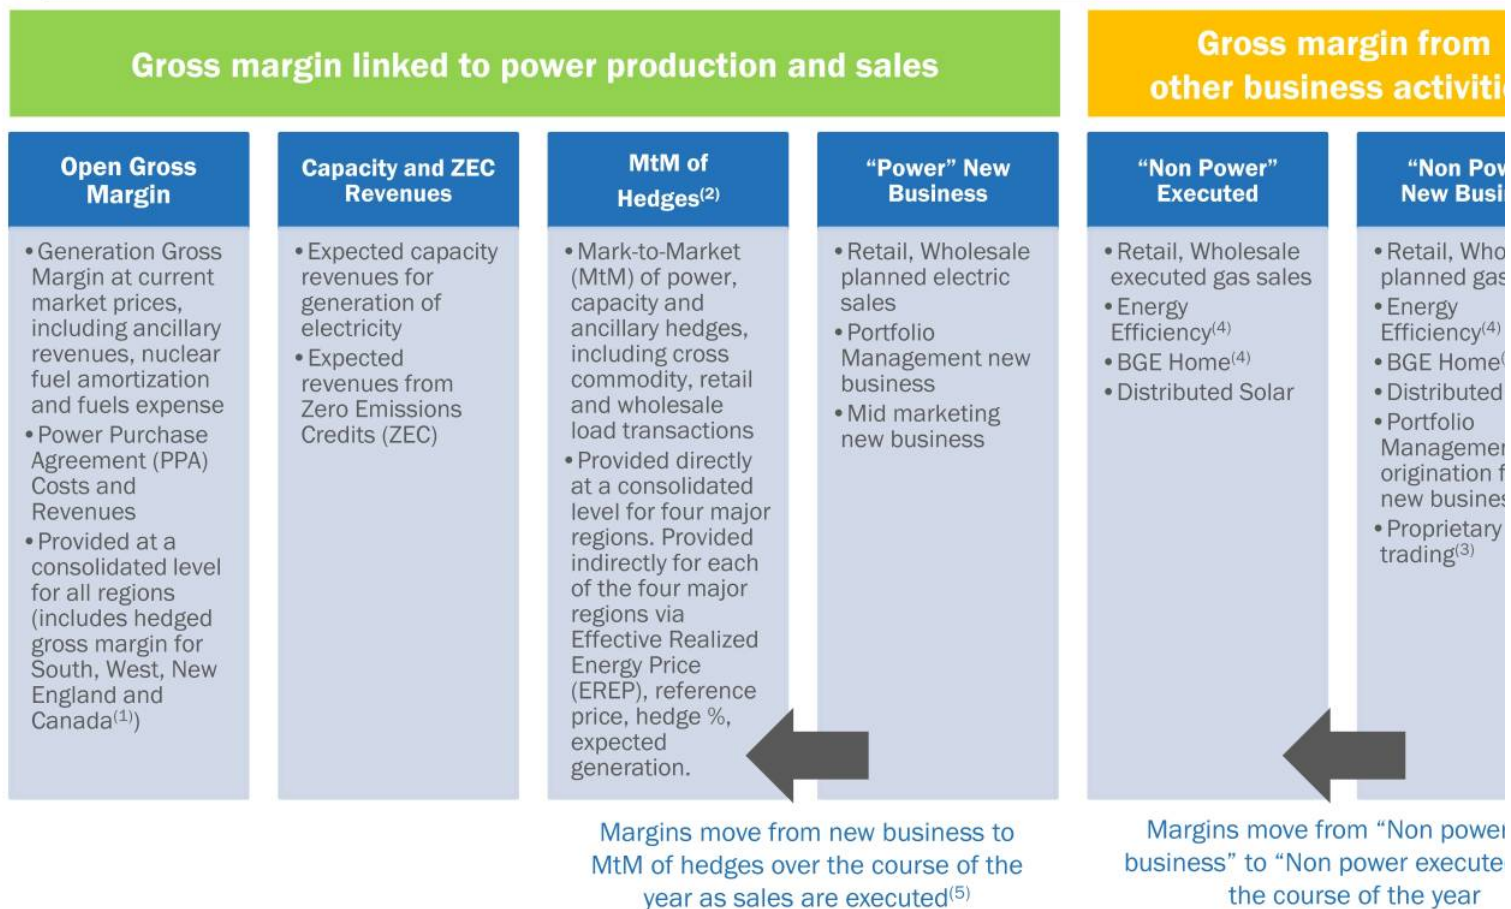 Gross margin linked to power production and sales
Gross margin from
other business
Open Gross
Margin
• Generation Gross
Margin at current
market prices,
including ancillary
revenues, nuclear
fuel amortization
and fuels expense
• Power Purchase
Agreement (PPA)
Costs and
Revenues
• Provided at a
consolidated level
for all regions
(includes hedged
gross margin for
South, West, New
England and
Canada(1))
Capacity and ZEC
Revenues
• Expected capacity
revenues for
generation of
electricity
• Expected
revenues from
Zero Emissions
Credits (ZEC)
MtM of
Hedges(2)
• Mark-to-Market
(MtM) of power,
capacity and
ancillary hedges,
including cross
commodity, retail
and wholesale
load transactions
• Provided directly
at a consolidated
level for four major
regions. Provided
indirectly for each
of the four major
regions via
Effective Realized
Energy Price
(EREP), reference
price, hedge %,
expected
generation.
“Power” New
Business
• Retail, Wholesale
planned electric
sales
• Portfolio
Management new
business
• Mid marketing
new business
“Non Power”
Executed
• Retail, Wholesale
executed gas sales
• Energy
Efficiency(4)
• BGE Home(4)
• Distributed Solar
“Non
New
• Retail,
planned gas
• Energy
Efficiency(4)
• BGE Home
• Distributed
• Portfolio
origination
new
• Proprietary
trading(3)
Margins move from new business to
MtM of hedges over the course of the
year as sales are executed(5)
Margins move from “Non power
business” to “Non power
the course of the year